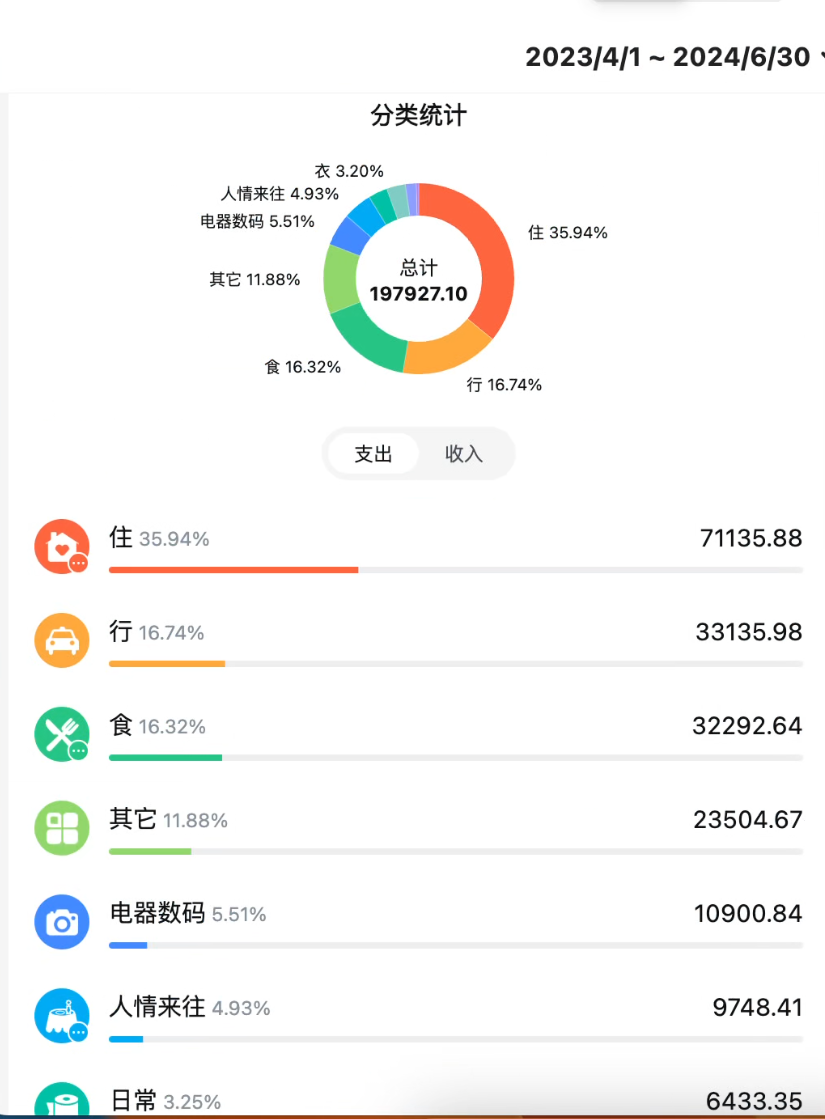 2023/4/1 ~ 2024/6/30
分类统计
衣 3.20%
人情来往 4.93%
电器数码 5.51%
住 35.94%
其它 11.88%
总计
197927.10
食 16.32%
行 16.74%
支出 收入
住 35.94% 71135.88
行 16.74% 33135.98
食 16.32% 32292.64
其它 11.88% 23504.67
电器数码 5.51% 10900.84
人情来往 4.93% 9748.41
日常 3.25% 6433.35